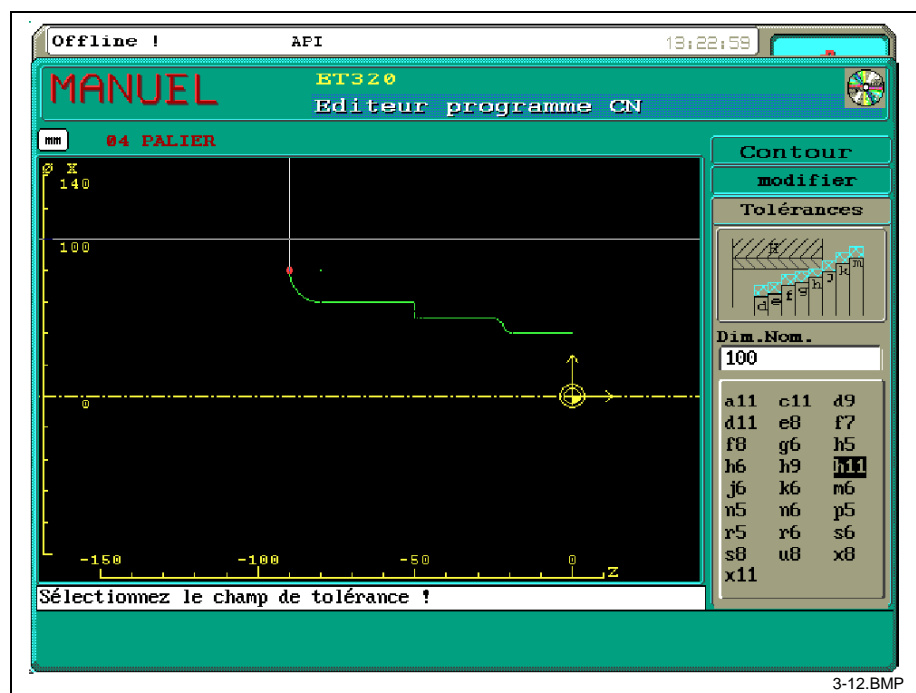 Offline ! API 13:22:59
MANUEL
ET320
Editeur programme CN
mm 04 PALIER
Contour
modifier
Tolérances
Ø X
140
100
0
-150 -100 -50 0 Z
d e f g h j k m
Dim.Nom.
100
a11 c11 d9
d11 e8 f7
f8 g6 h5
h6 h9 h11
j6 k6 m6
n5 n6 p5
r5 r6 s6
s8 u8 x8
x11
Sélectionnez le champ de tolérance !
3-12.BMP